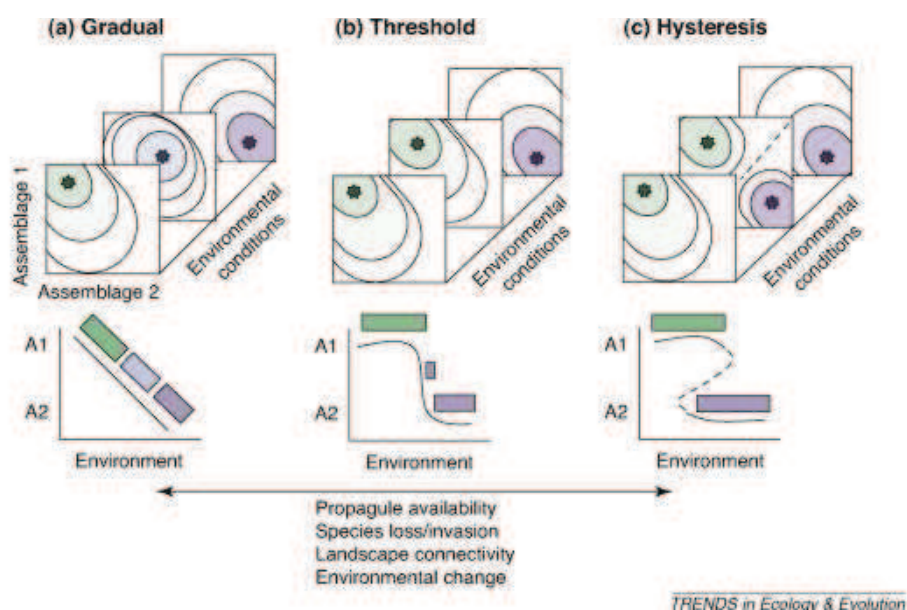 (a) Gradual
(b) Threshold
(c) Hysteresis
Assemblage 1
Assemblage 2
Environmental
conditions
Environmental
conditions
Environmental
conditions
A1
A2
Environment
A1
A2
Environment
A1
A2
Environment
Propagule availability
Species loss/invasion
Landscape connectivity
Environmental change
TRENDS in Ecology & Evolution